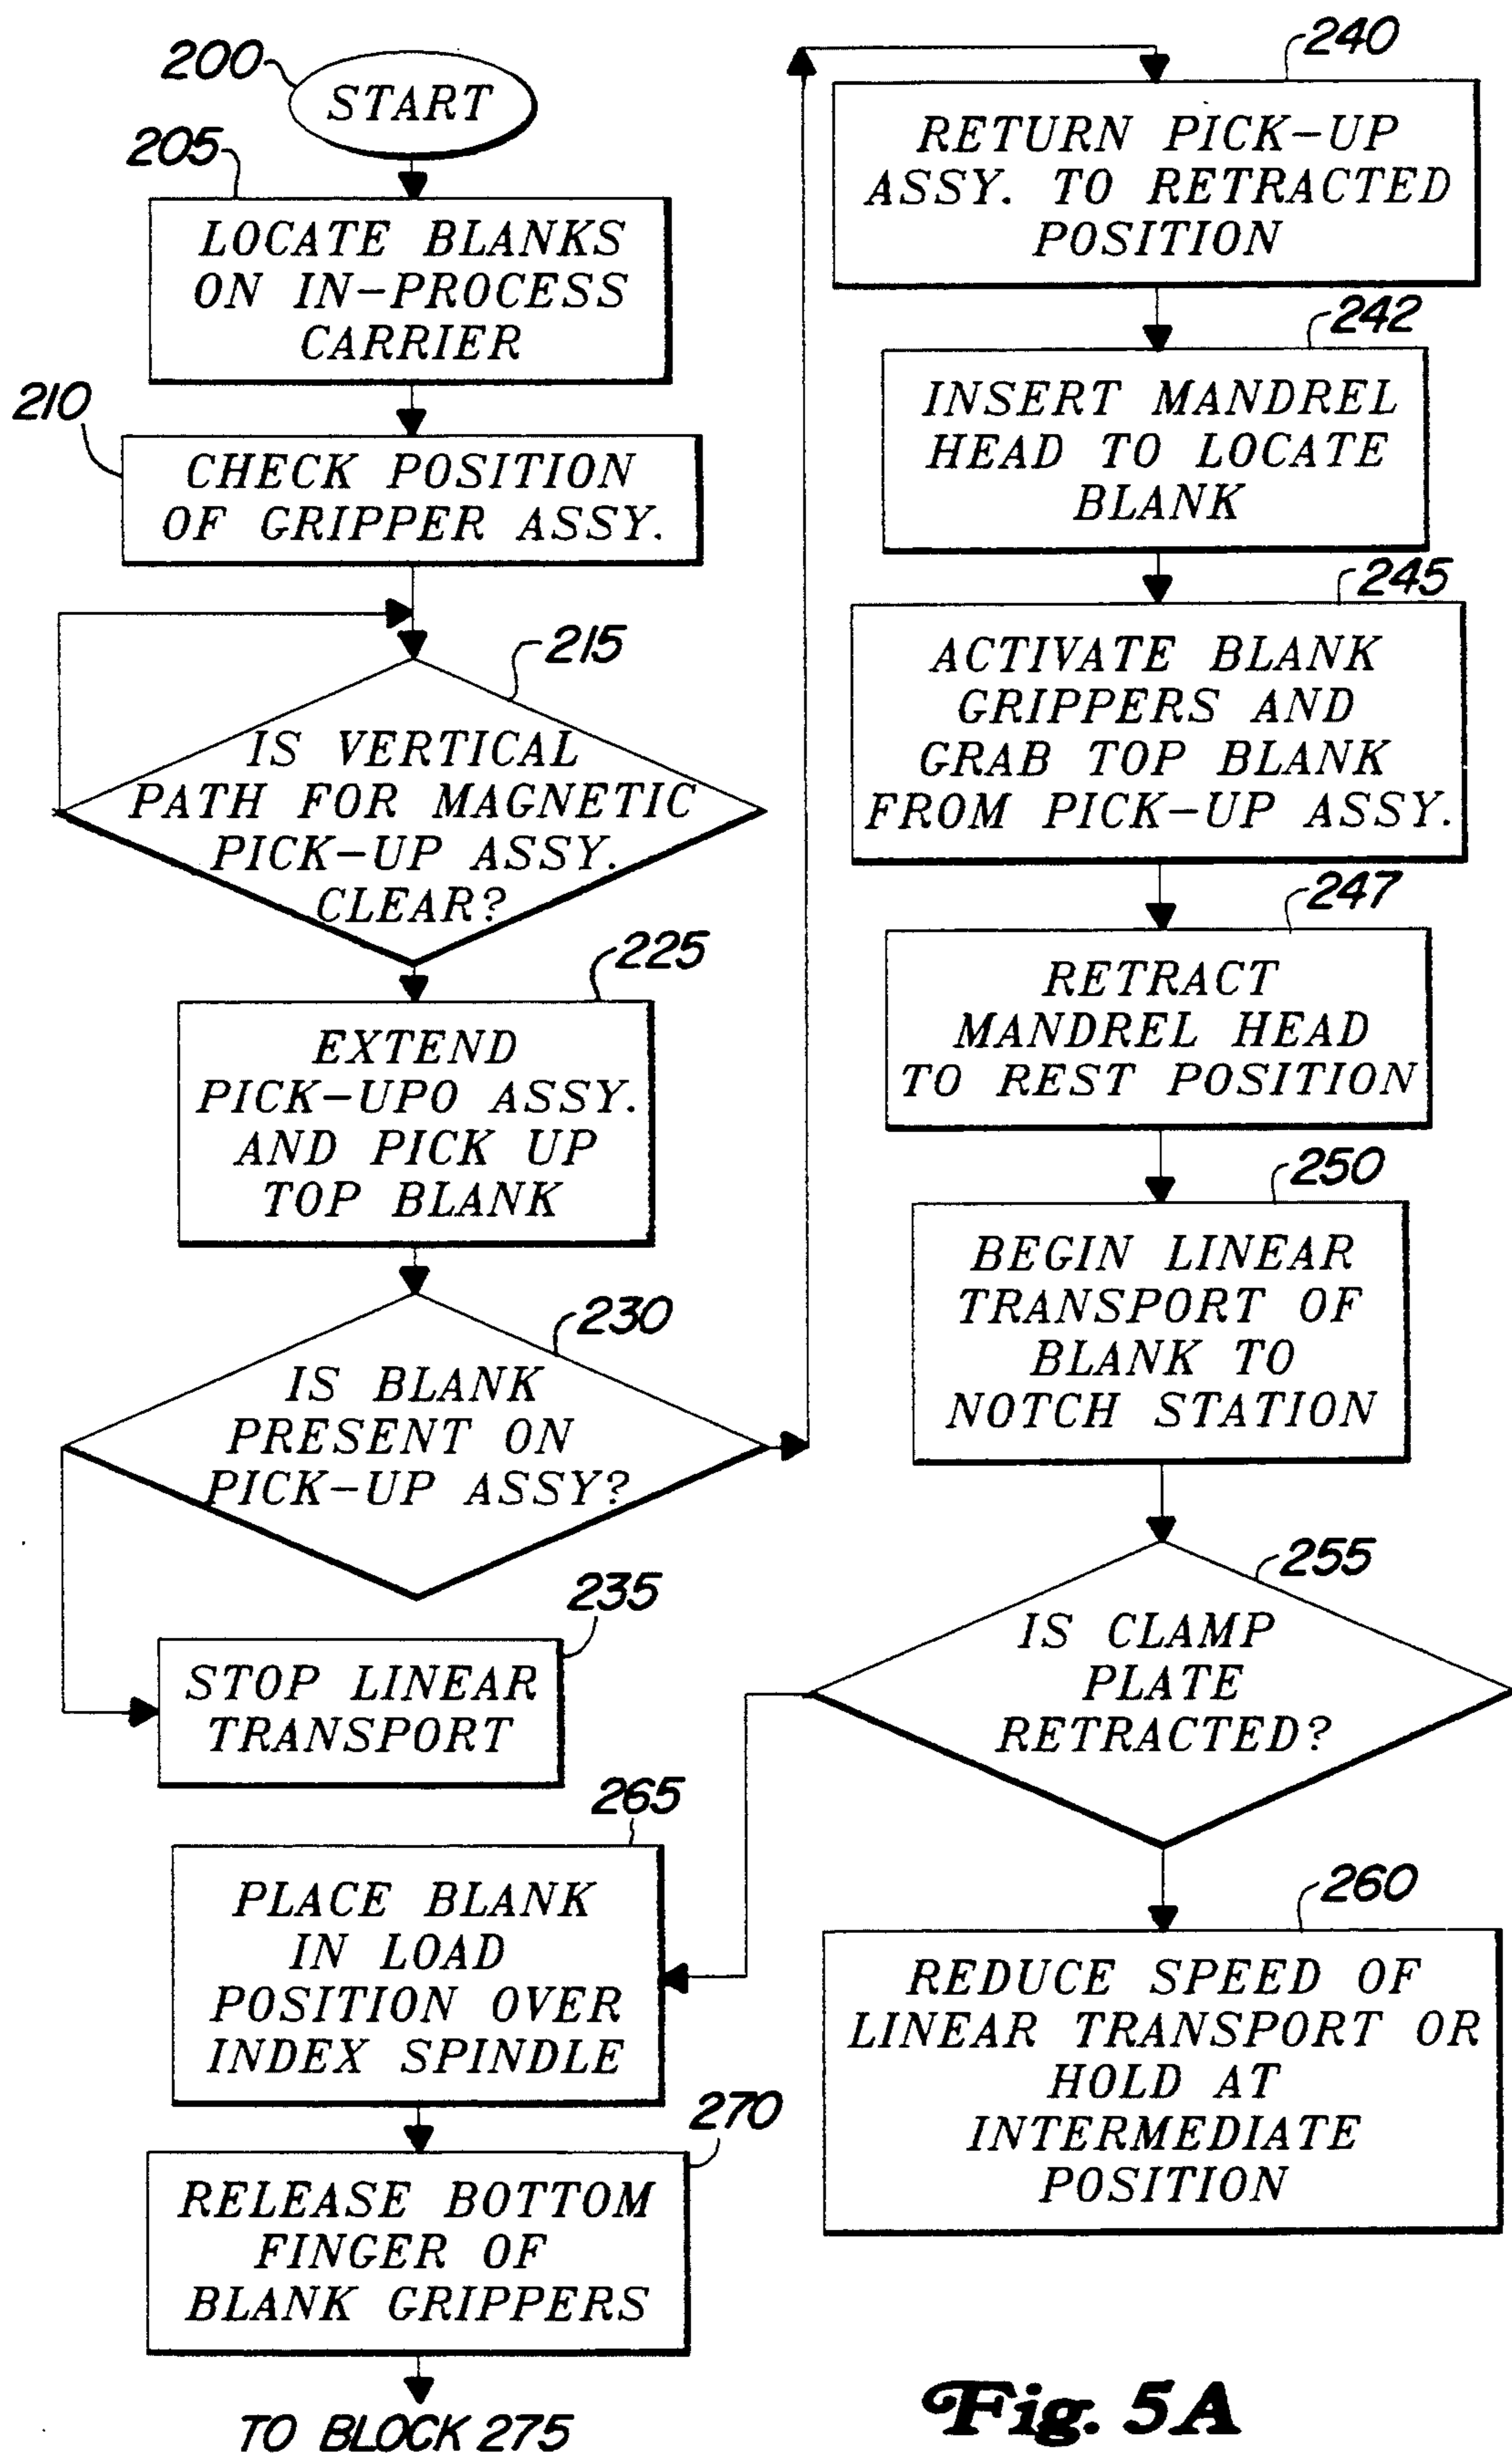 200
START
205
LOCATE BLANKS
ON IN-PROCESS
CARRIER
210
CHECK POSITION
OF GRIPPER ASSY.
215
IS VERTICAL
PATH FOR MAGNETIC
PICK-UP ASSY.
CLEAR?
225
EXTEND
PICK-UPO ASSY.
AND PICK UP
TOP BLANK
230
IS BLANK
PRESENT ON
PICK-UP ASSY?
235
STOP LINEAR
TRANSPORT
240
RETURN PICK-UP
ASSY. TO RETRACTED
POSITION
242
INSERT MANDREL
HEAD TO LOCATE
BLANK
245
ACTIVATE BLANK
GRIPPERS AND
GRAB TOP BLANK
FROM PICK-UP ASSY.
247
RETRACT
MANDREL HEAD
TO REST POSITION
250
BEGIN LINEAR
TRANSPORT OF
BLANK TO
NOTCH STATION
255
IS CLAMP
PLATE
RETRACTED?
260
REDUCE SPEED OF
LINEAR TRANSPORT OR
HOLD AT
INTERMEDIATE
POSITION
265
PLACE BLANK
IN LOAD
POSITION OVER
INDEX SPINDLE
270
RELEASE BOTTOM
FINGER OF
BLANK GRIPPERS
TO BLOCK 275
Fig. 5A